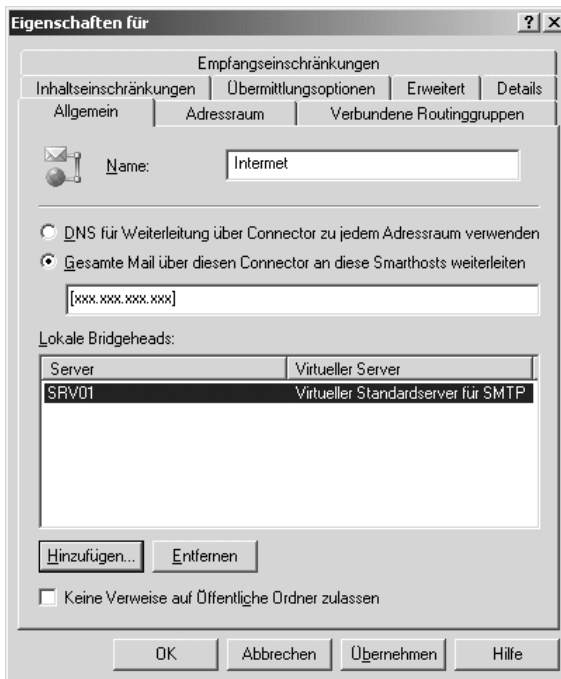 Eigenschaften für
Empfangseinschränkungen
Inhaltseinschränkungen Übermittlungsoptionen Erweitert Details
Allgemein Adressraum Verbundene Routinggruppen
Name: Internet
DNS für Weiterleitung über Connector zu jedem Adressraum verwenden
Gesamte Mail über diesen Connector an diese Smarthosts weiterleiten
[xxx.xxx.xxx.xxx]
Lokale Bridgeheads:
Server Virtueller Server
SRV01 Virtueller Standardserver für SMTP
Hinzufügen... Entfernen
Keine Verweise auf Öffentliche Ordner zulassen
OK Abbrechen Übernehmen Hilfe